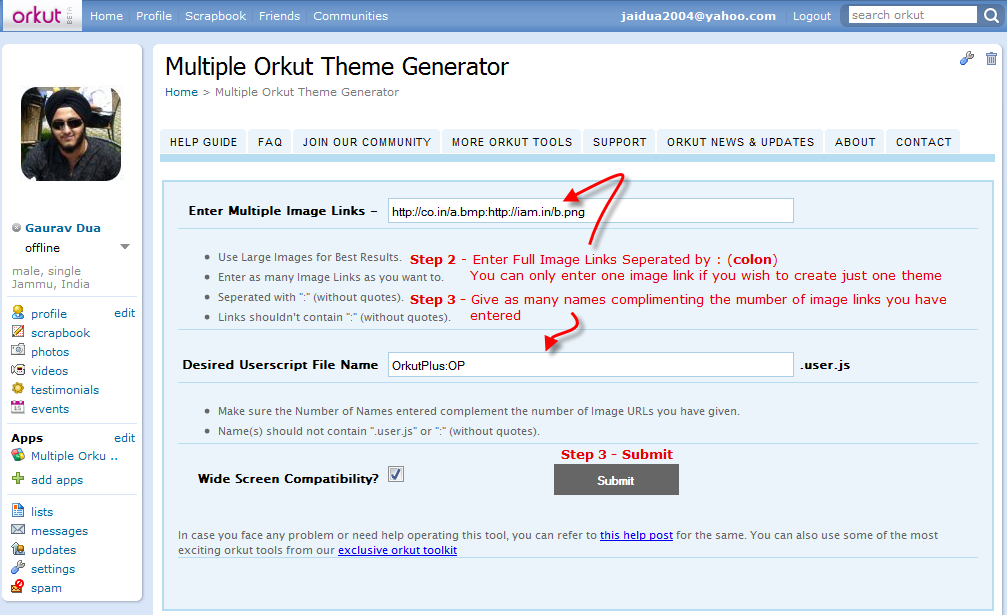 orkut BETA
Home Profile Scrapbook Friends Communities
jaidua2004@yahoo.com Logout search orkut
Gaurav Dua
offline
male, single
Jammu, India
profile edit
scrapbook
photos
videos
testimonials
events
Apps edit
Multiple Orku ..
add apps
lists
messages
updates
settings
spam
Multiple Orkut Theme Generator
Home > Multiple Orkut Theme Generator
HELP GUIDE FAQ JOIN OUR COMMUNITY MORE ORKUT TOOLS SUPPORT ORKUT NEWS & UPDATES ABOUT CONTACT
Enter Multiple Image Links – http://co.in/a.bmp:http://iam.in/b.png
Use Large Images for Best Results.
Enter as many Image Links as you want to.
Seperated with ":" (without quotes).
Links shouldn't contain ":" (without quotes).
Step 2 - Enter Full Image Links Seperated by : (colon)
You can only enter one image link if you wish to create just one theme
Step 3 - Give as many names complimenting the mumber of image links you have
entered
Desired Userscript File Name OrkutPlus:OP .user.js
Make sure the Number of Names entered complement the number of Image URLs you have given.
Name(s) should not contain ".user.js" or ":" (without quotes).
Step 3 - Submit
Wide Screen Compatibility? Submit
In case you face any problem or need help operating this tool, you can refer to this help post for the same. You can also use some of the most
exciting orkut tools from our exclusive orkut toolkit